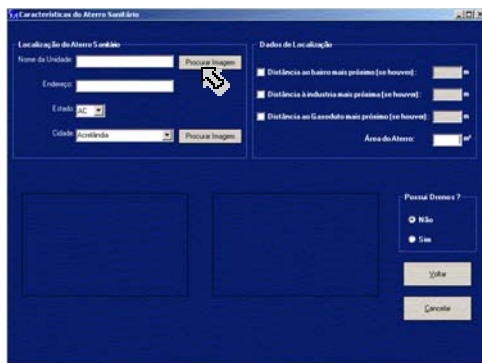 Características do Aterro Sanitário
Localização do Aterro Sanitário
Nome da Unidade:
Procurar Imagem
Endereço:
Estado: AC
Cidade: Acrelândia
Procurar Imagem
Dados de Localização
Distância ao bairro mais próximo (se houver): m
Distância à industria mais próxima (se houver): m
Distância ao Gasoduto mais próximo (se houver): m
Área do Aterro: m²
Possui Drenos ?
Não
Sim
Voltar
Cancelar